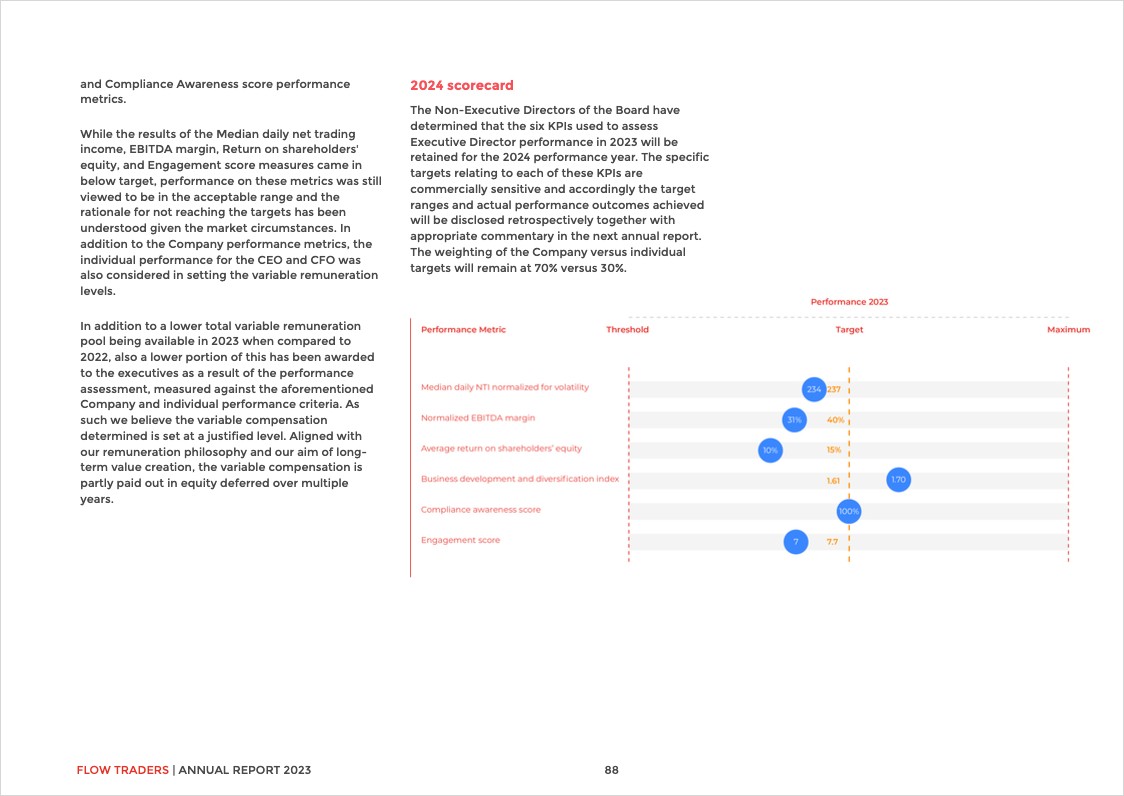 and Compliance Awareness score performance
metrics.
While the results of the Median daily net trading
income, EBITDA margin, Return on shareholders'
equity, and Engagement score measures came in
below target, performance on these metrics was still
viewed to be in the acceptable range and the
rationale for not reaching the targets has been
understood given the market circumstances. In
addition to the Company performance metrics, the
individual performance for the CEO and CFO was
also considered in setting the variable remuneration
levels.
In addition to a lower total variable remuneration
pool being available in 2023 when compared to
2022, also a lower portion of this has been awarded
to the executives as a result of the performance
assessment, measured against the aforementioned
Company and individual performance criteria. As
such we believe the variable compensation
determined is set at a justified level. Aligned with
our remuneration philosophy and our aim of long-
term value creation, the variable compensation is
partly paid out in equity deferred over multiple
years.
2024 scorecard
The Non-Executive Directors of the Board have
determined that the six KPIs used to assess
Executive Director performance in 2023 will be
retained for the 2024 performance year. The specific
targets relating to each of these KPIs are
commercially sensitive and accordingly the target
ranges and actual performance outcomes achieved
will be disclosed retrospectively together with
appropriate commentary in the next annual report.
The weighting of the Company versus individual
targets will remain at 70% versus 30%.
Performance 2023
Performance Metric Threshold Target Maximum
Median daily NTI normalized for volatility 234 237
Normalized EBITDA margin 31% 40%
Average return on shareholders' equity 10% 15%
Business development and diversification index 1.61 1.70
Compliance awareness score 100%
Engagement score 7 7.7
FLOW TRADERS | ANNUAL REPORT 2023 88